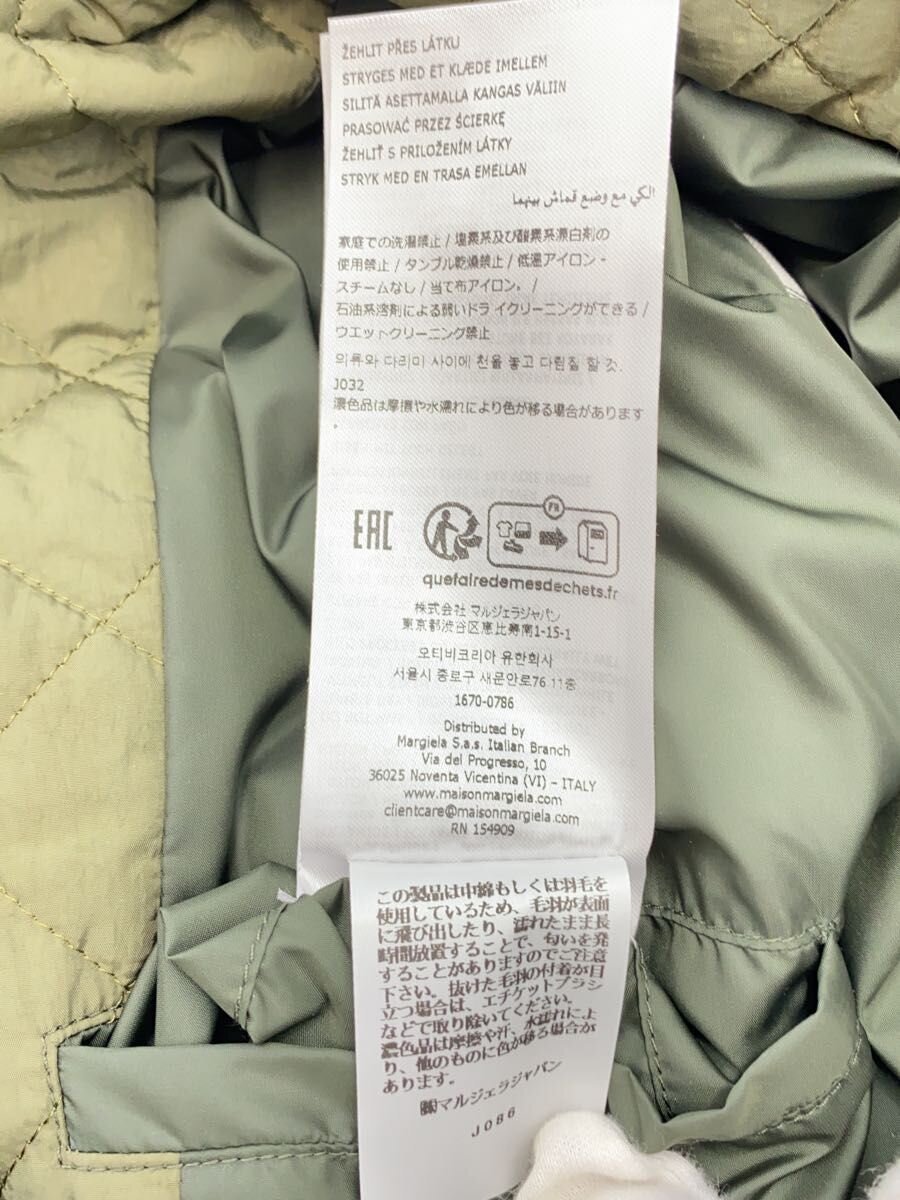 ŽEHLIT PŘES LÁTKU
STRYGES MED ET KLÆDE IMELLEM
SILITÄ ASETTAMALLA KANGAS VÄLIIN
PRASOWAĆ PRZEZ ŚCIERKĘ
ŽEHLIŤ S PRILOŽENÍM LÁTKY
STRYK MED EN TRASA EMELLAN
الكي مع وضع قماش بينهما
家庭での洗濯禁止 / 塩素系及び酸素系漂白剤の
使用禁止 / タンブル乾燥禁止 / 低温アイロン -
スチームなし / 当て布アイロン。 /
石油系溶剤による弱いドライクリーニングができる /
ウエットクリーニング禁止
의류와 다리미 사이에 천을 놓고 다림질 할 것.
J032
濃色品は摩擦や水濡れにより色が移る場合があります
。
EAC
FR
quefairedemesdechets.fr
株式会社 マルジェラジャパン
東京都渋谷区恵比寿南1-15-1
오티비코리아 유한회사
서울시 종로구 새문안로76 11층
1670-0786
Distributed by
Margiela S.a.s. Italian Branch
Via del Progresso, 10
36025 Noventa Vicentina (VI) – ITALY
www.maisonmargiela.com
clientcare@maisonmargiela.com
RN 154909
この製品は中綿もしくは羽毛を
使用しているため、毛羽が表面
に飛び出したり、濡れたまま長
時間放置することで、匂いを発
することがありますのでご注意
下さい。抜けた毛羽の付着が目
立つ場合は、エチケットブラシ
などで取り除いてください。
濃色品は摩擦や汗、水濡れによ
り、他のものに色が移る場合が
あります。
㈱マルジェラジャパン
J086